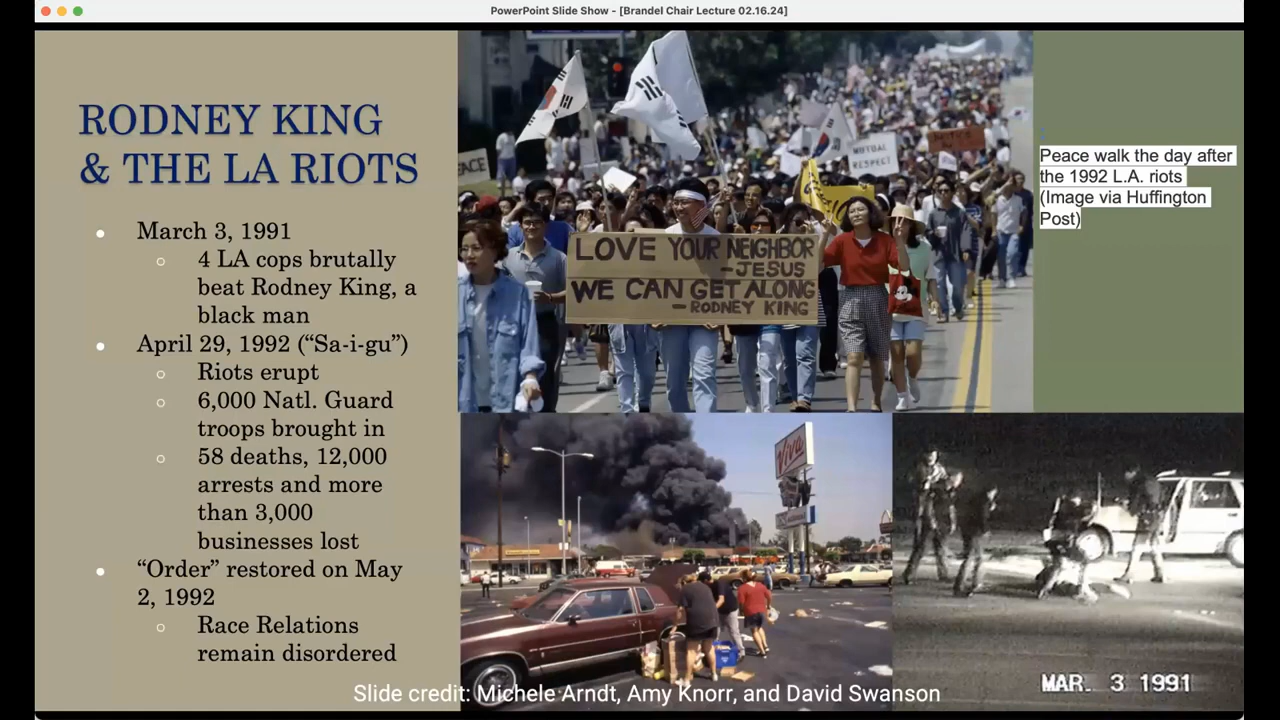 PowerPoint Slide Show - [Brandel Chair Lecture 02.16.24]
RODNEY KING
& THE LA RIOTS
• March 3, 1991
○ 4 LA cops brutally
beat Rodney King, a
black man
• April 29, 1992 (“Sa-i-gu”)
○ Riots erupt
○ 6,000 Natl. Guard
troops brought in
○ 58 deaths, 12,000
arrests and more
than 3,000
businesses lost
• “Order” restored on May
2, 1992
○ Race Relations
remain disordered
MUTUAL
RESPECT
LOVE YOUR NEIGHBOR
-JESUS
WE CAN GET ALONG
-RODNEY KING
Peace walk the day after
the 1992 L.A. riots
(Image via Huffington
Post)
Viva
MAR. 3 1991
Slide credit: Michele Arndt, Amy Knorr, and David Swanson